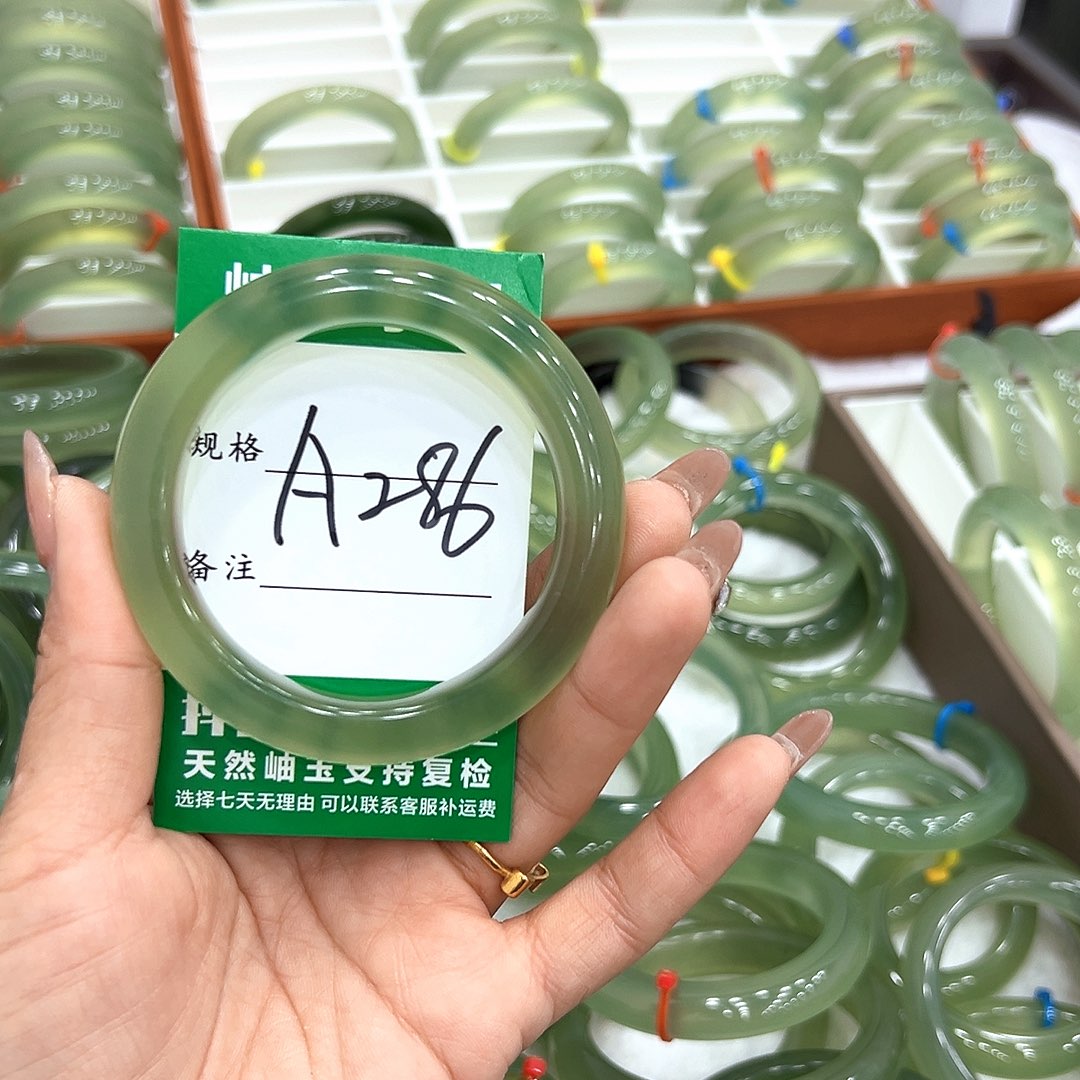 规格 A286
备注
天然岫玉支持复检
选择七天无理由 可以联系客服补运费